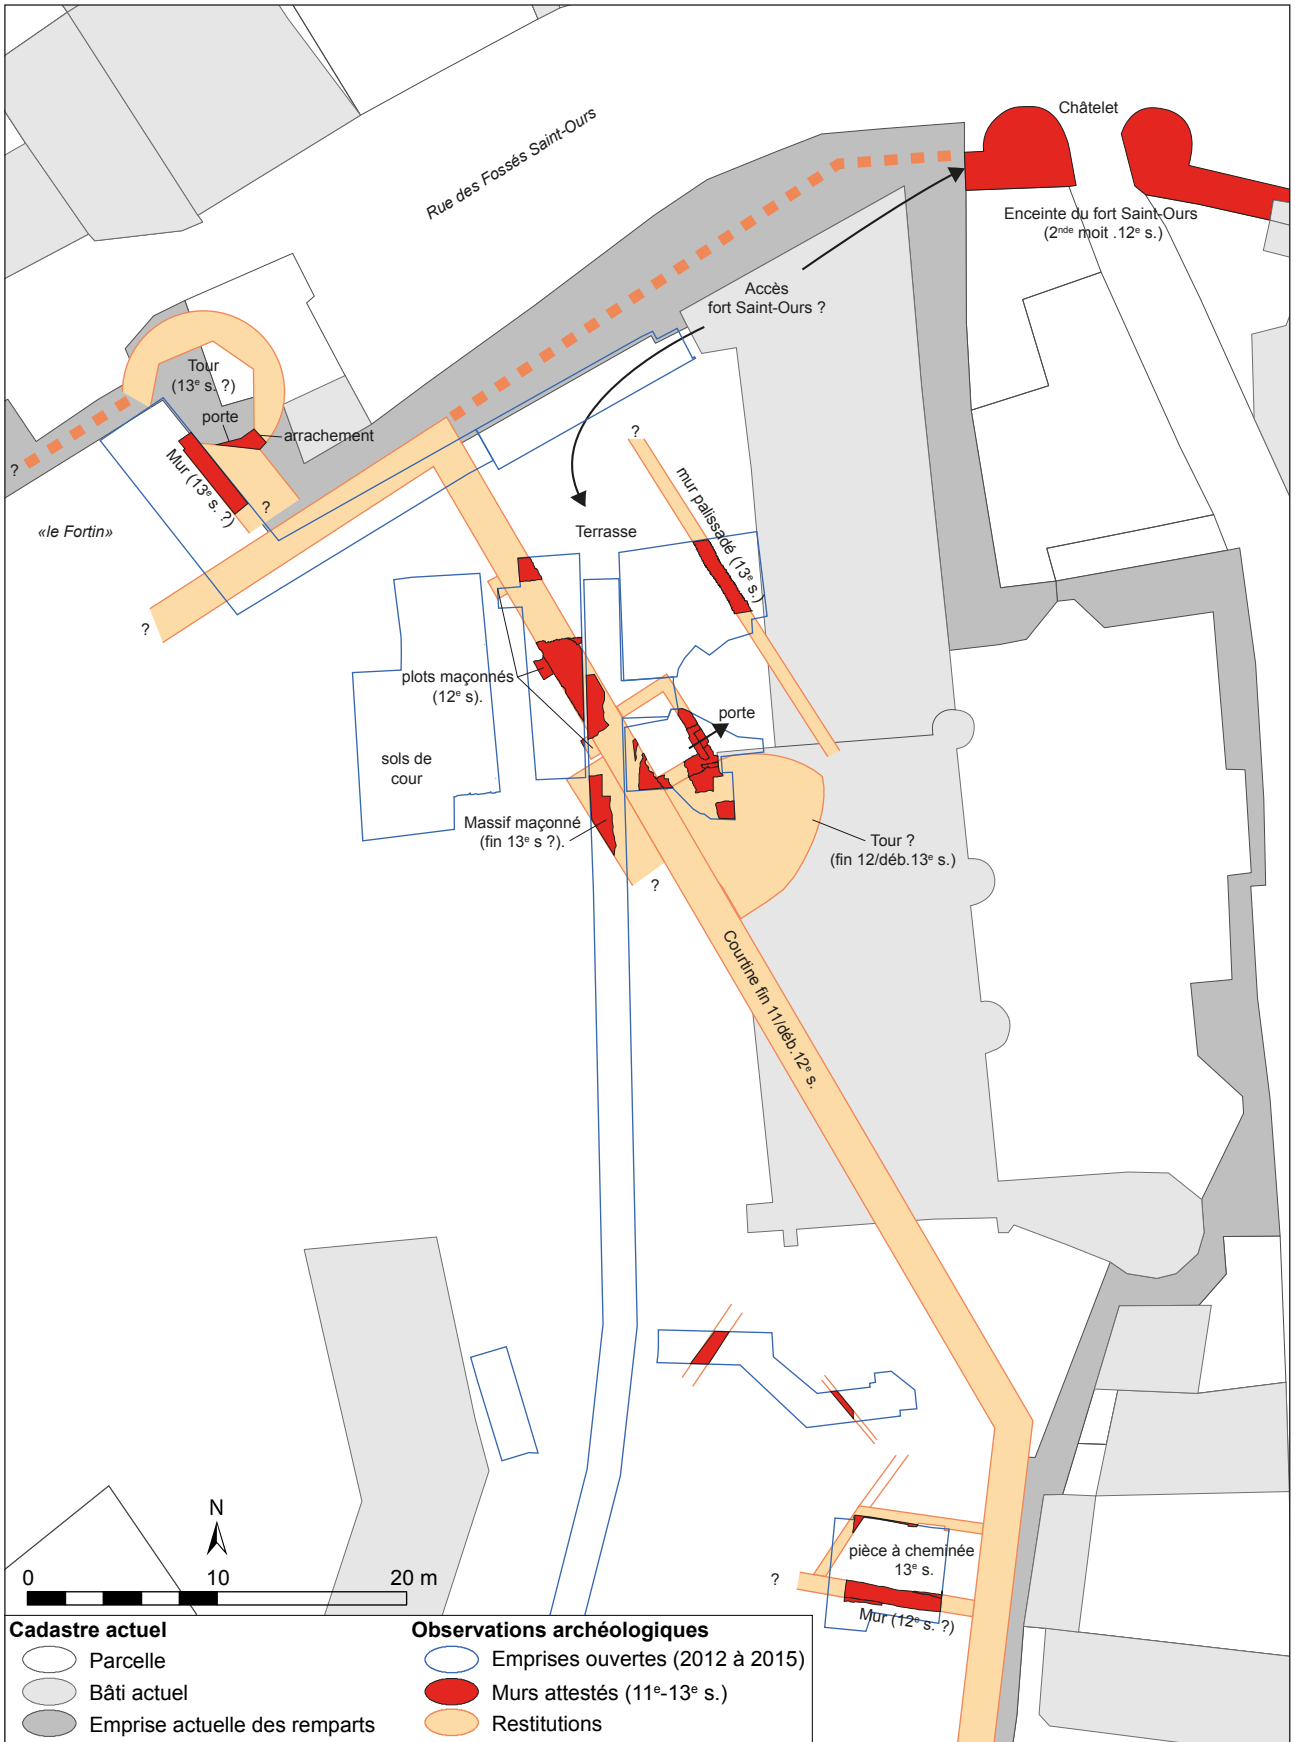 Châtelet
Rue des Fossés Saint-Ours
Enceinte du fort Saint-Ours
(2nde moit .12e s.)
Accès
fort Saint-Ours ?
Tour
(13e s. ?)
porte
arrachement
?
Mur (13e s. ?)
?
«le Fortin»
?
mur palissadé (13e s.)
Terrasse
?
plots maçonnés
(12e s).
porte
sols de
cour
Massif maçonné
(fin 13e s ?).
Tour ?
(fin 12/déb.13e s.)
?
Courtine fin 11/déb.12e s.
N
0 10 20 m
pièce à cheminée
13e s.
?
Mur (12e s. ?)
Cadastre actuel
Parcelle
Bâti actuel
Emprise actuelle des remparts
Observations archéologiques
Emprises ouvertes (2012 à 2015)
Murs attestés (11e-13e s.)
Restitutions